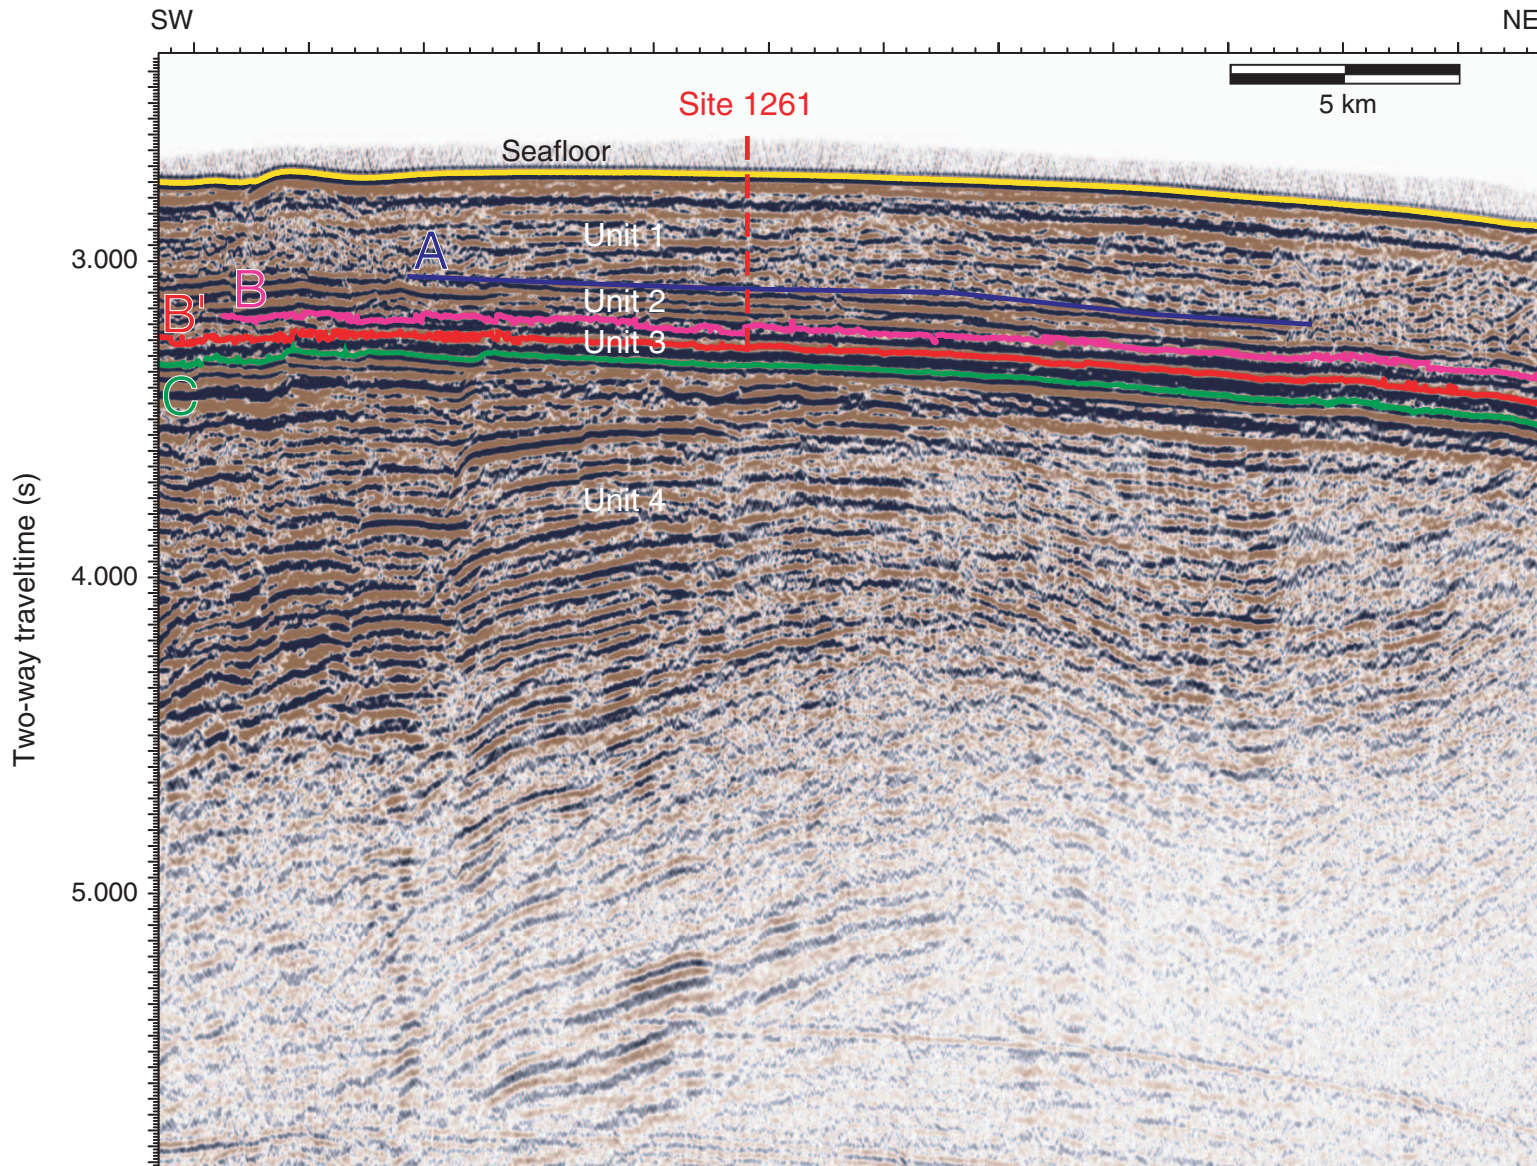 SW
NE
5 km
Site 1261
Seafloor
Unit 1
3.000
A
B
Unit 2
B'
Unit 3
C
Unit 4
Two-way traveltime (s)
4.000
5.000